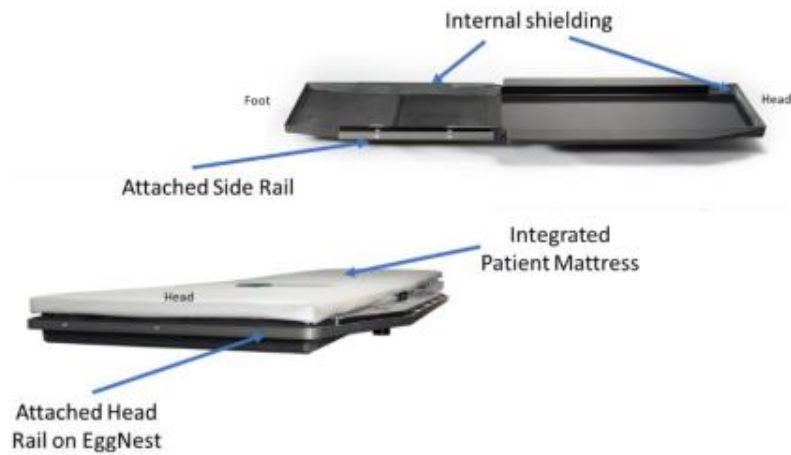 Internal shielding
Foot
Head
Attached Side Rail
Integrated
Patient Mattress
Head
Attached Head
Rail on EggNest